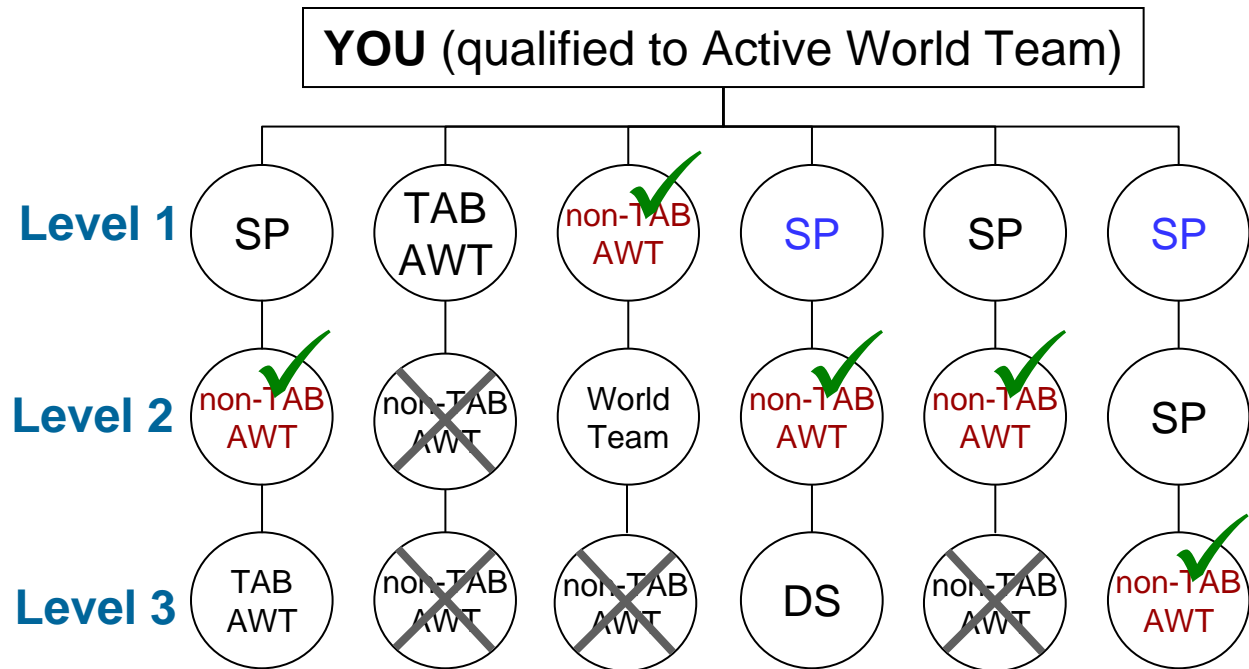 YOU (qualified to Active World Team)
Level 1
SP
TAB
AWT
non-TAB
AWT
SP
SP
SP
Level 2
non-TAB
AWT
non-TAB
AWT
World
Team
non-TAB
AWT
non-TAB
AWT
SP
Level 3
TAB
AWT
non-TAB
AWT
non-TAB
AWT
DS
non-TAB
AWT
non-TAB
AWT